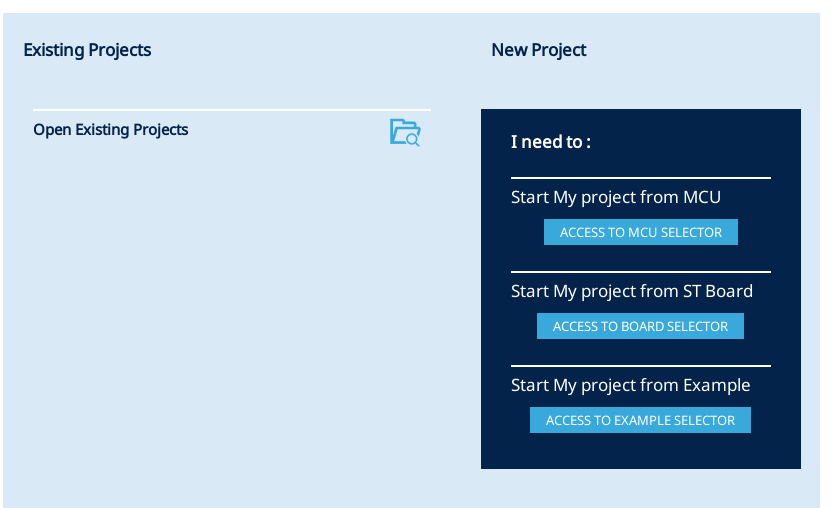 Existing Projects
Open Existing Projects
New Project
I need to :
Start My project from MCU
ACCESS TO MCU SELECTOR
Start My project from ST Board
ACCESS TO BOARD SELECTOR
Start My project from Example
ACCESS TO EXAMPLE SELECTOR